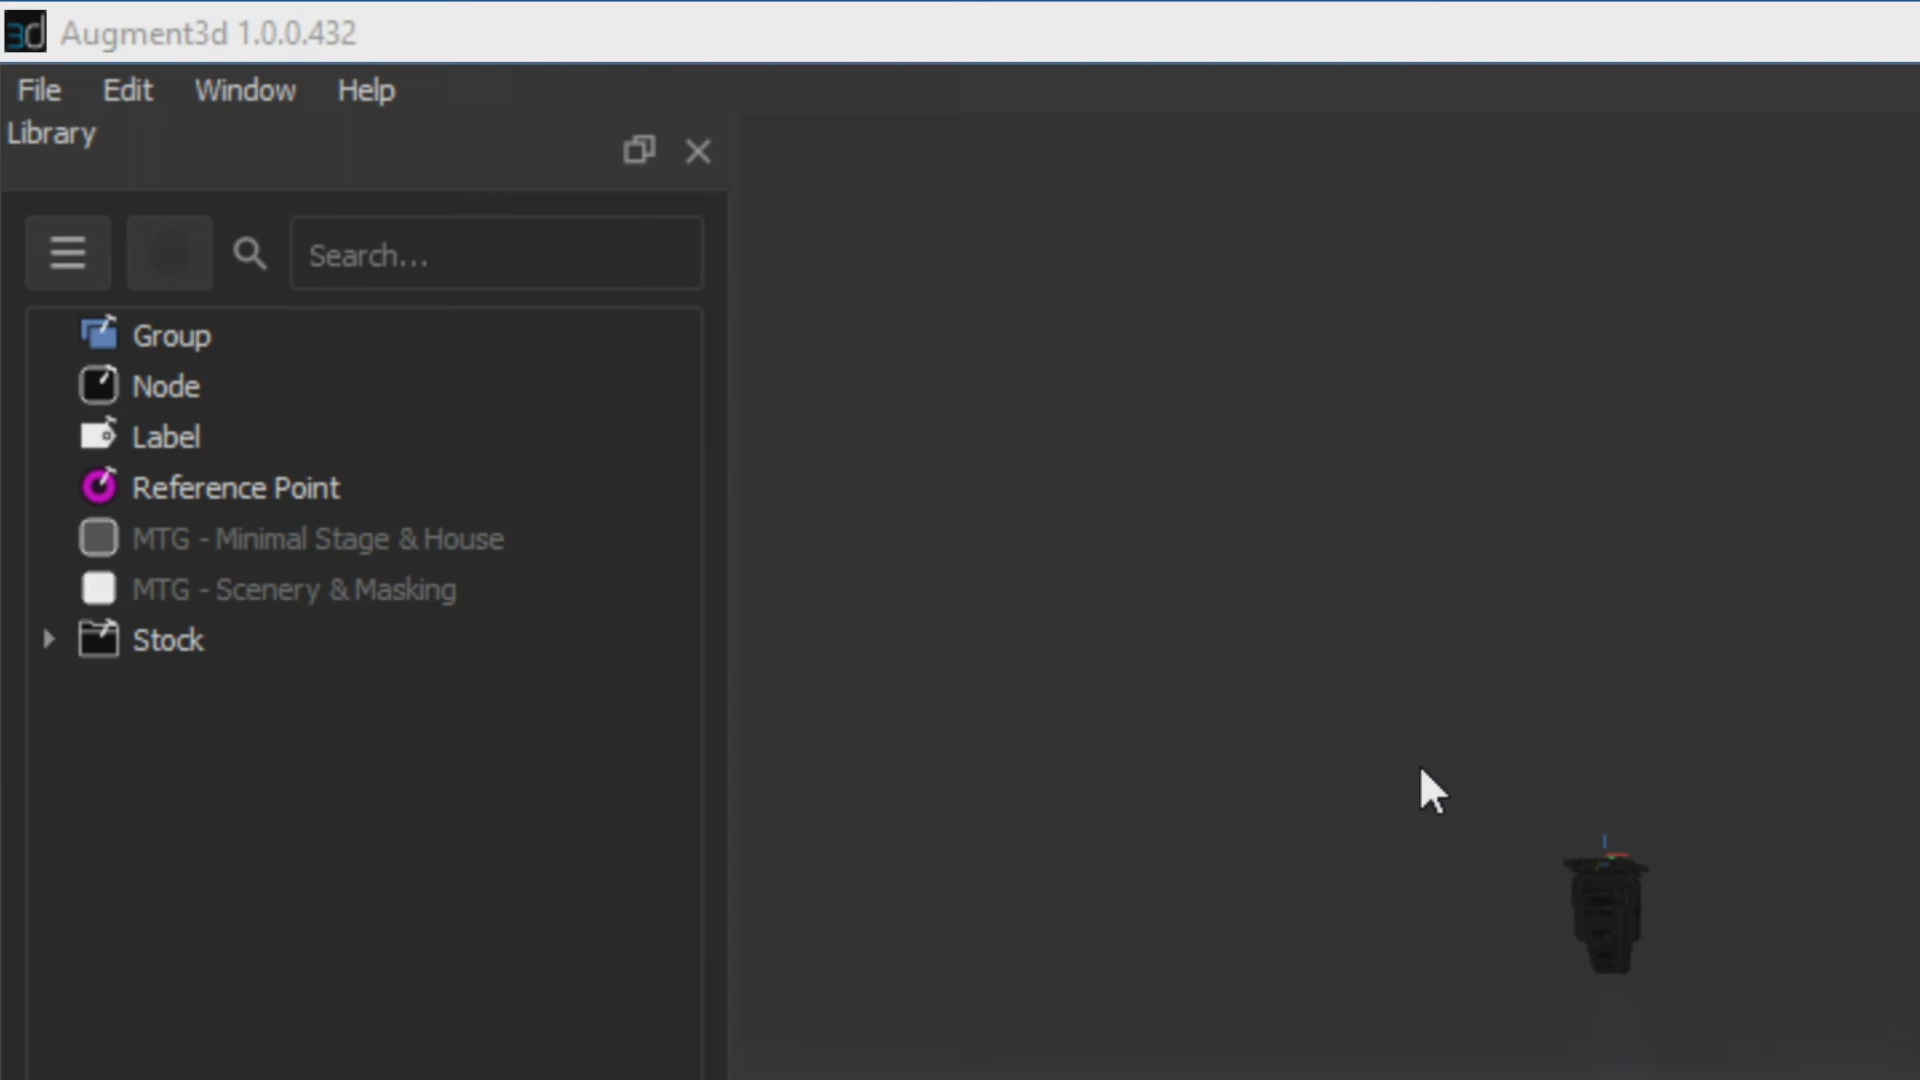 3d Augment3d 1.0.0.432
File Edit Window Help
Library
Search...
Group
Node
Label
Reference Point
MTG - Minimal Stage & House
MTG - Scenery & Masking
Stock